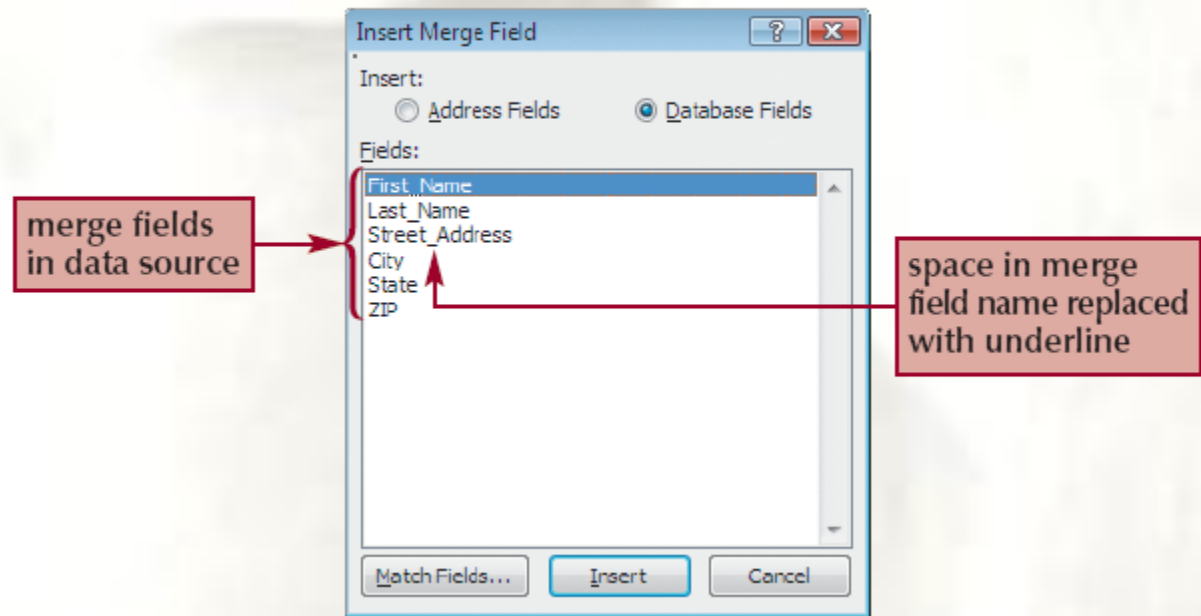 Insert Merge Field
Insert:
Address Fields Database Fields
Fields:
First_Name
Last_Name
Street_Address
City
State
ZIP
merge fields
in data source
space in merge
field name replaced
with underline
Match Fields... Insert Cancel